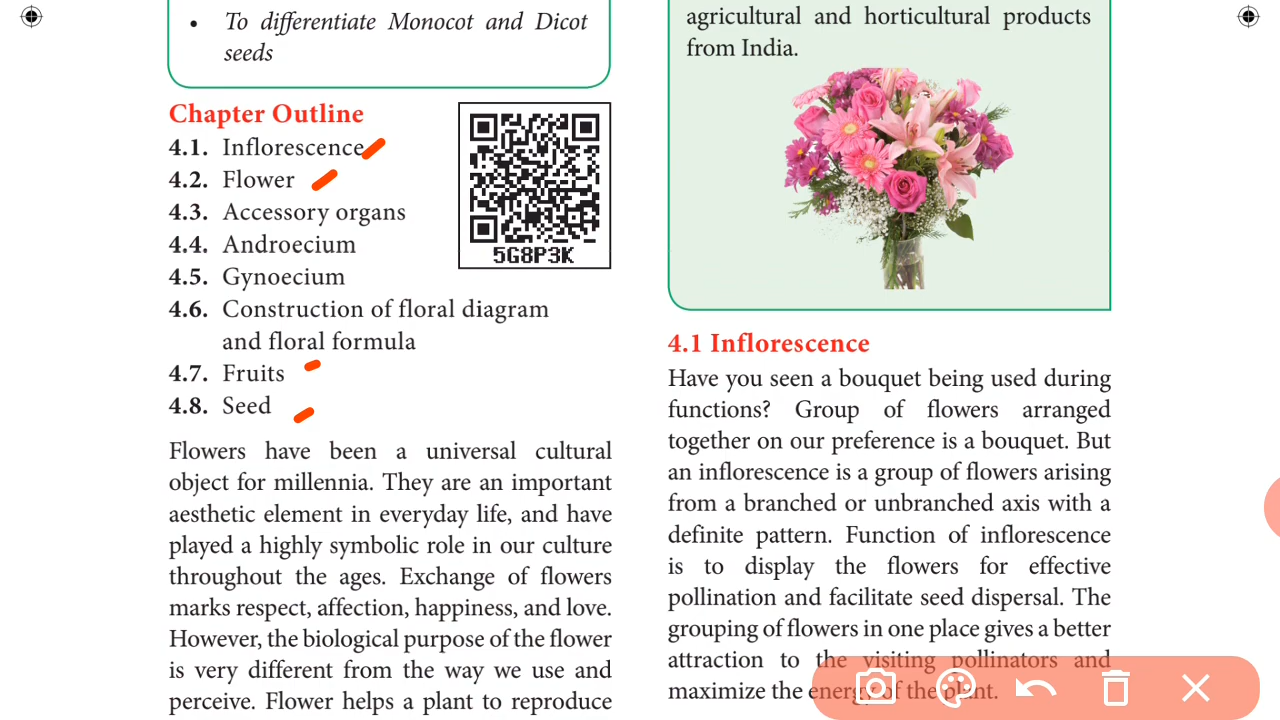 • To differentiate Monocot and Dicot
seeds
Chapter Outline
4.1. Inflorescence
4.2. Flower
4.3. Accessory organs
4.4. Androecium
4.5. Gynoecium
4.6. Construction of floral diagram
and floral formula
4.7. Fruits
4.8. Seed
5G8P3K
Flowers have been a universal cultural
object for millennia. They are an important
aesthetic element in everyday life, and have
played a highly symbolic role in our culture
throughout the ages. Exchange of flowers
marks respect, affection, happiness, and love.
However, the biological purpose of the flower
is very different from the way we use and
perceive. Flower helps a plant to reproduce
agricultural and horticultural products
from India.
4.1 Inflorescence
Have you seen a bouquet being used during
functions? Group of flowers arranged
together on our preference is a bouquet. But
an inflorescence is a group of flowers arising
from a branched or unbranched axis with a
definite pattern. Function of inflorescence
is to display the flowers for effective
pollination and facilitate seed dispersal. The
grouping of flowers in one place gives a better
attraction to the visiting pollinators and
maximize the energy of the plant.